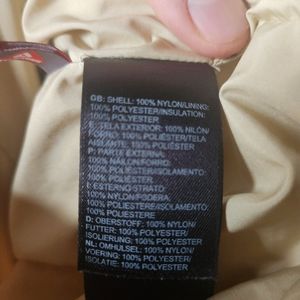 GB: SHELL: 100% NYLON/LINING:
100% POLYESTER/INSULATION:
100% POLYESTER
E: TELA EXTERIOR: 100% NILÓN/
FORRO: 100% POLIÉSTER/TELA
AISLANTE: 100% POLIÉSTER
P: PARTE EXTERNA:
100% NAILON/FORRO:
100% POLIÉSTER/ISOLAMENTO:
100% POLIÉSTER
I: ESTERNO/STRATO:
100% NYLON/FODERA:
100% POLIESTERE/ISOLAMENTO:
100% POLIESTERE
D: OBERSTOFF: 100% NYLON/
FUTTER: 100% POLYESTER/
ISOLIERUNG: 100% POLYESTER
NL: OMHULSEL: 100% NYLON/
VOERING: 100% POLYESTER/
ISOLATIE: 100% POLYESTER